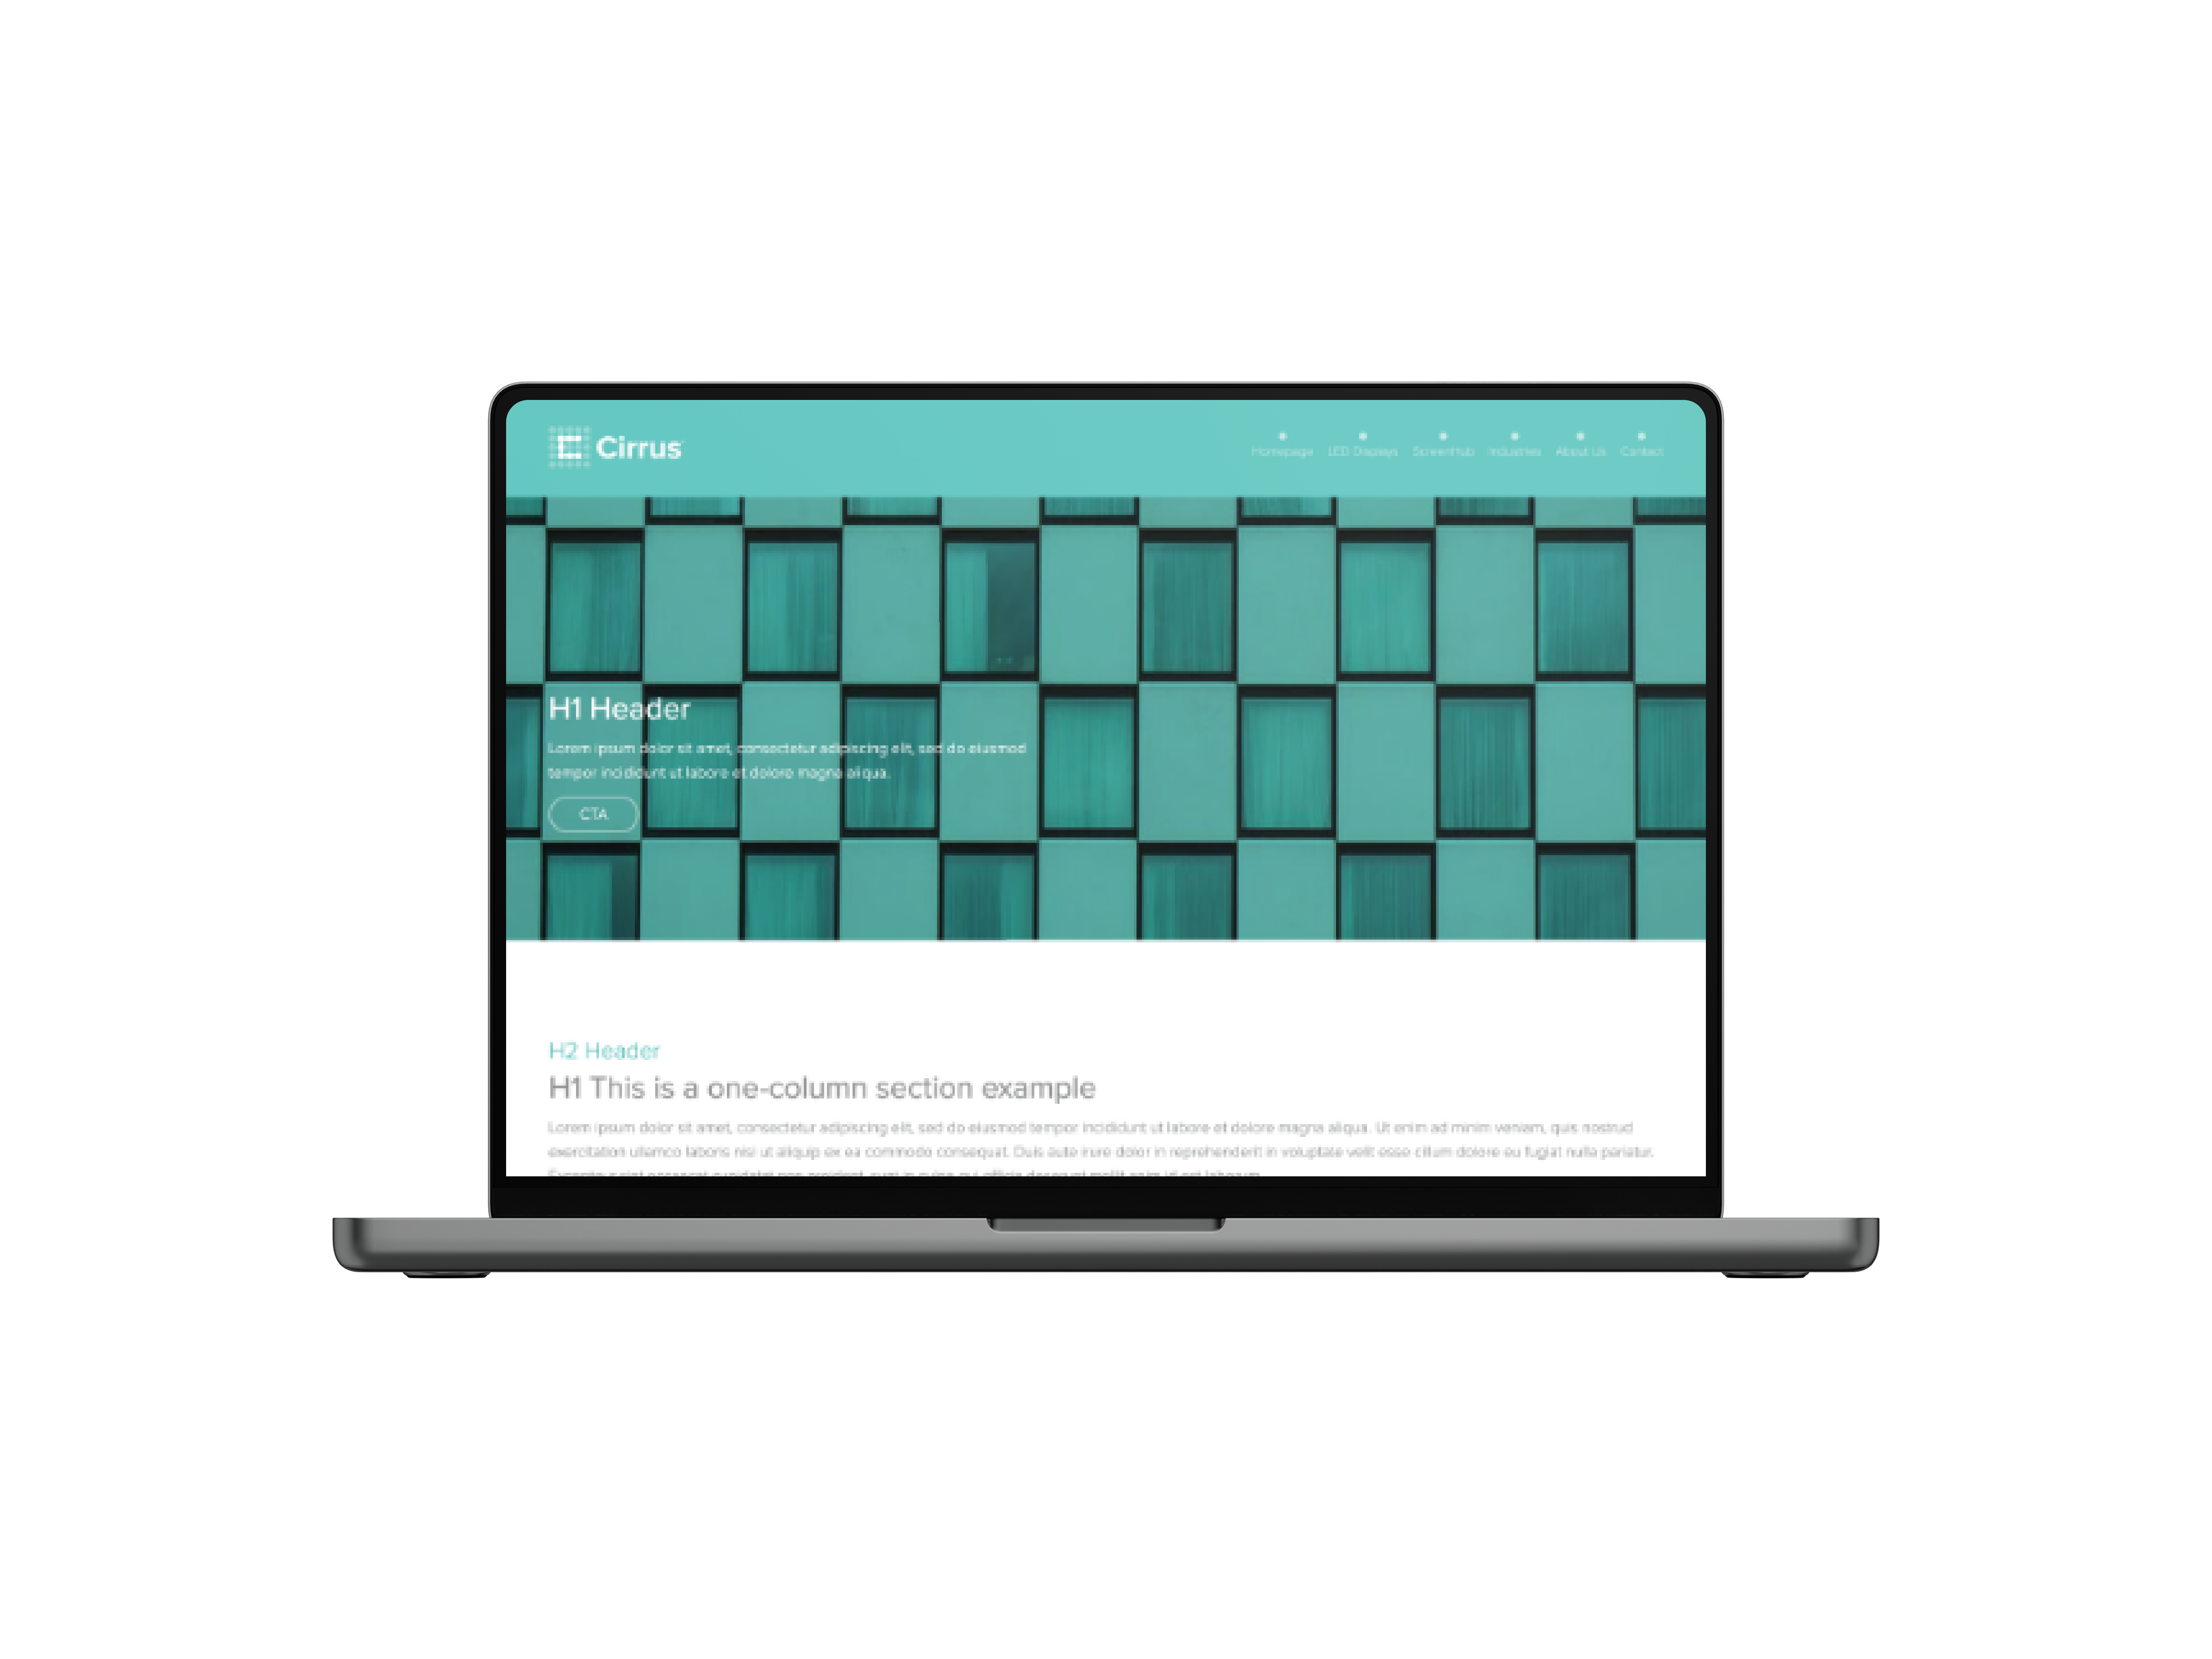 Cirrus
Homepage LED Displays ScreenHub Industries About Us Contact
H1 Header
Lorem ipsum dolor sit amet, consectetur adipiscing elit, sed do eiusmod
tempor incididunt ut labore et dolore magna aliqua.
CTA
H2 Header
H1 This is a one-column section example
Lorem ipsum dolor sit amet, consectetur adipiscing elit, sed do eiusmod tempor incididunt ut labore et dolore magna aliqua. Ut enim ad minim veniam, quis nostrud
exercitation ullamco laboris nisi ut aliquip ex ea commodo consequat. Duis aute irure dolor in reprehenderit in voluptate velit esse cillum dolore eu fugiat nulla pariatur.